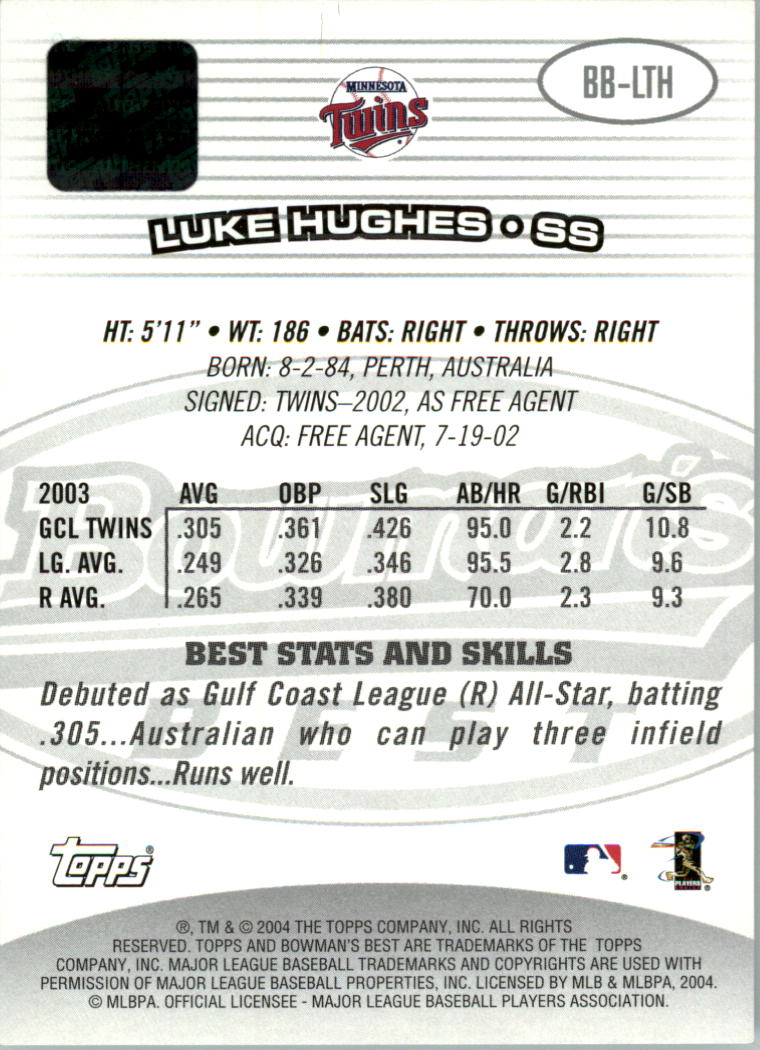 MINNESOTA
Twins
BB-LTH
LUKE HUGHES • SS
HT: 5'11" • WT: 186 • BATS: RIGHT • THROWS: RIGHT
BORN: 8-2-84, PERTH, AUSTRALIA
SIGNED: TWINS–2002, AS FREE AGENT
ACQ: FREE AGENT, 7-19-02
2003 AVG OBP SLG AB/HR G/RBI G/SB
GCL TWINS .305 .361 .426 95.0 2.2 10.8
LG. AVG. .249 .326 .346 95.5 2.8 9.6
R AVG. .265 .339 .380 70.0 2.3 9.3
Bowman's
BEST
BEST STATS AND SKILLS
Debuted as Gulf Coast League (R) All-Star, batting
.305...Australian who can play three infield
positions...Runs well.
Topps®
PLAYERS
®, TM & © 2004 THE TOPPS COMPANY, INC. ALL RIGHTS
RESERVED. TOPPS AND BOWMAN'S BEST ARE TRADEMARKS OF THE TOPPS
COMPANY, INC. MAJOR LEAGUE BASEBALL TRADEMARKS AND COPYRIGHTS ARE USED WITH
PERMISSION OF MAJOR LEAGUE BASEBALL PROPERTIES, INC. LICENSED BY MLB & MLBPA, 2004.
© MLBPA. OFFICIAL LICENSEE - MAJOR LEAGUE BASEBALL PLAYERS ASSOCIATION.